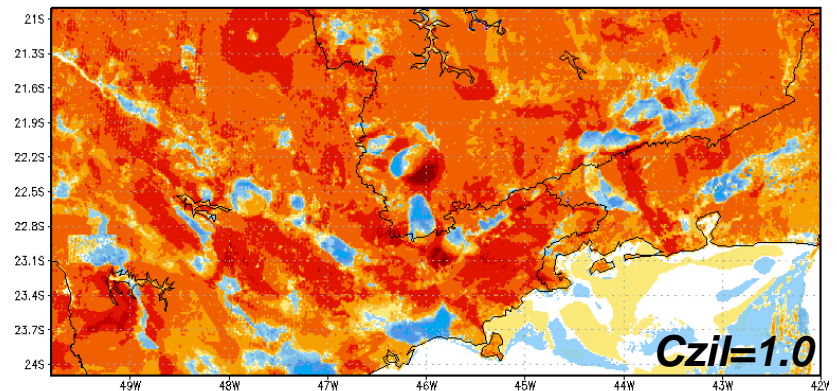 21S
21.3S
21.6S
21.9S
22.2S
22.5S
22.8S
23.1S
23.4S
23.7S
24S
Czil=1.0
49W 48W 47W 46W 45W 44W 43W 42W